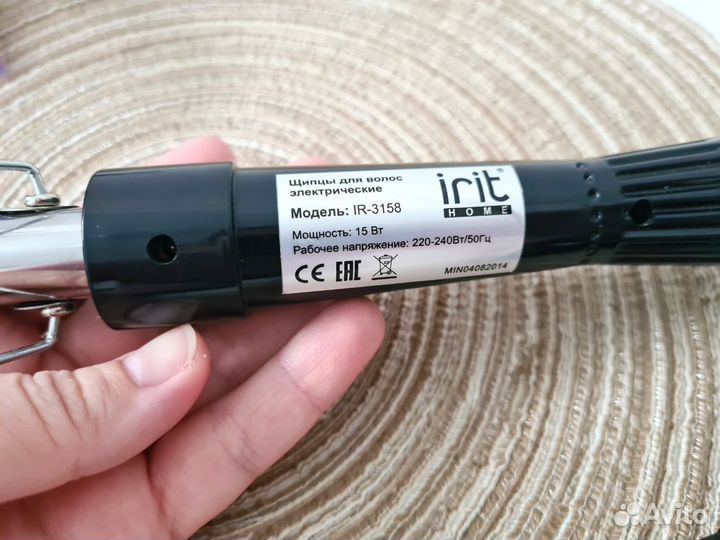 Щипцы для волос
электрические
irit®
HOME
Модель: IR-3158
Мощность: 15 Вт
Рабочее напряжение: 220-240Вт/50Гц
CE EAC
MIN04082014
Avito